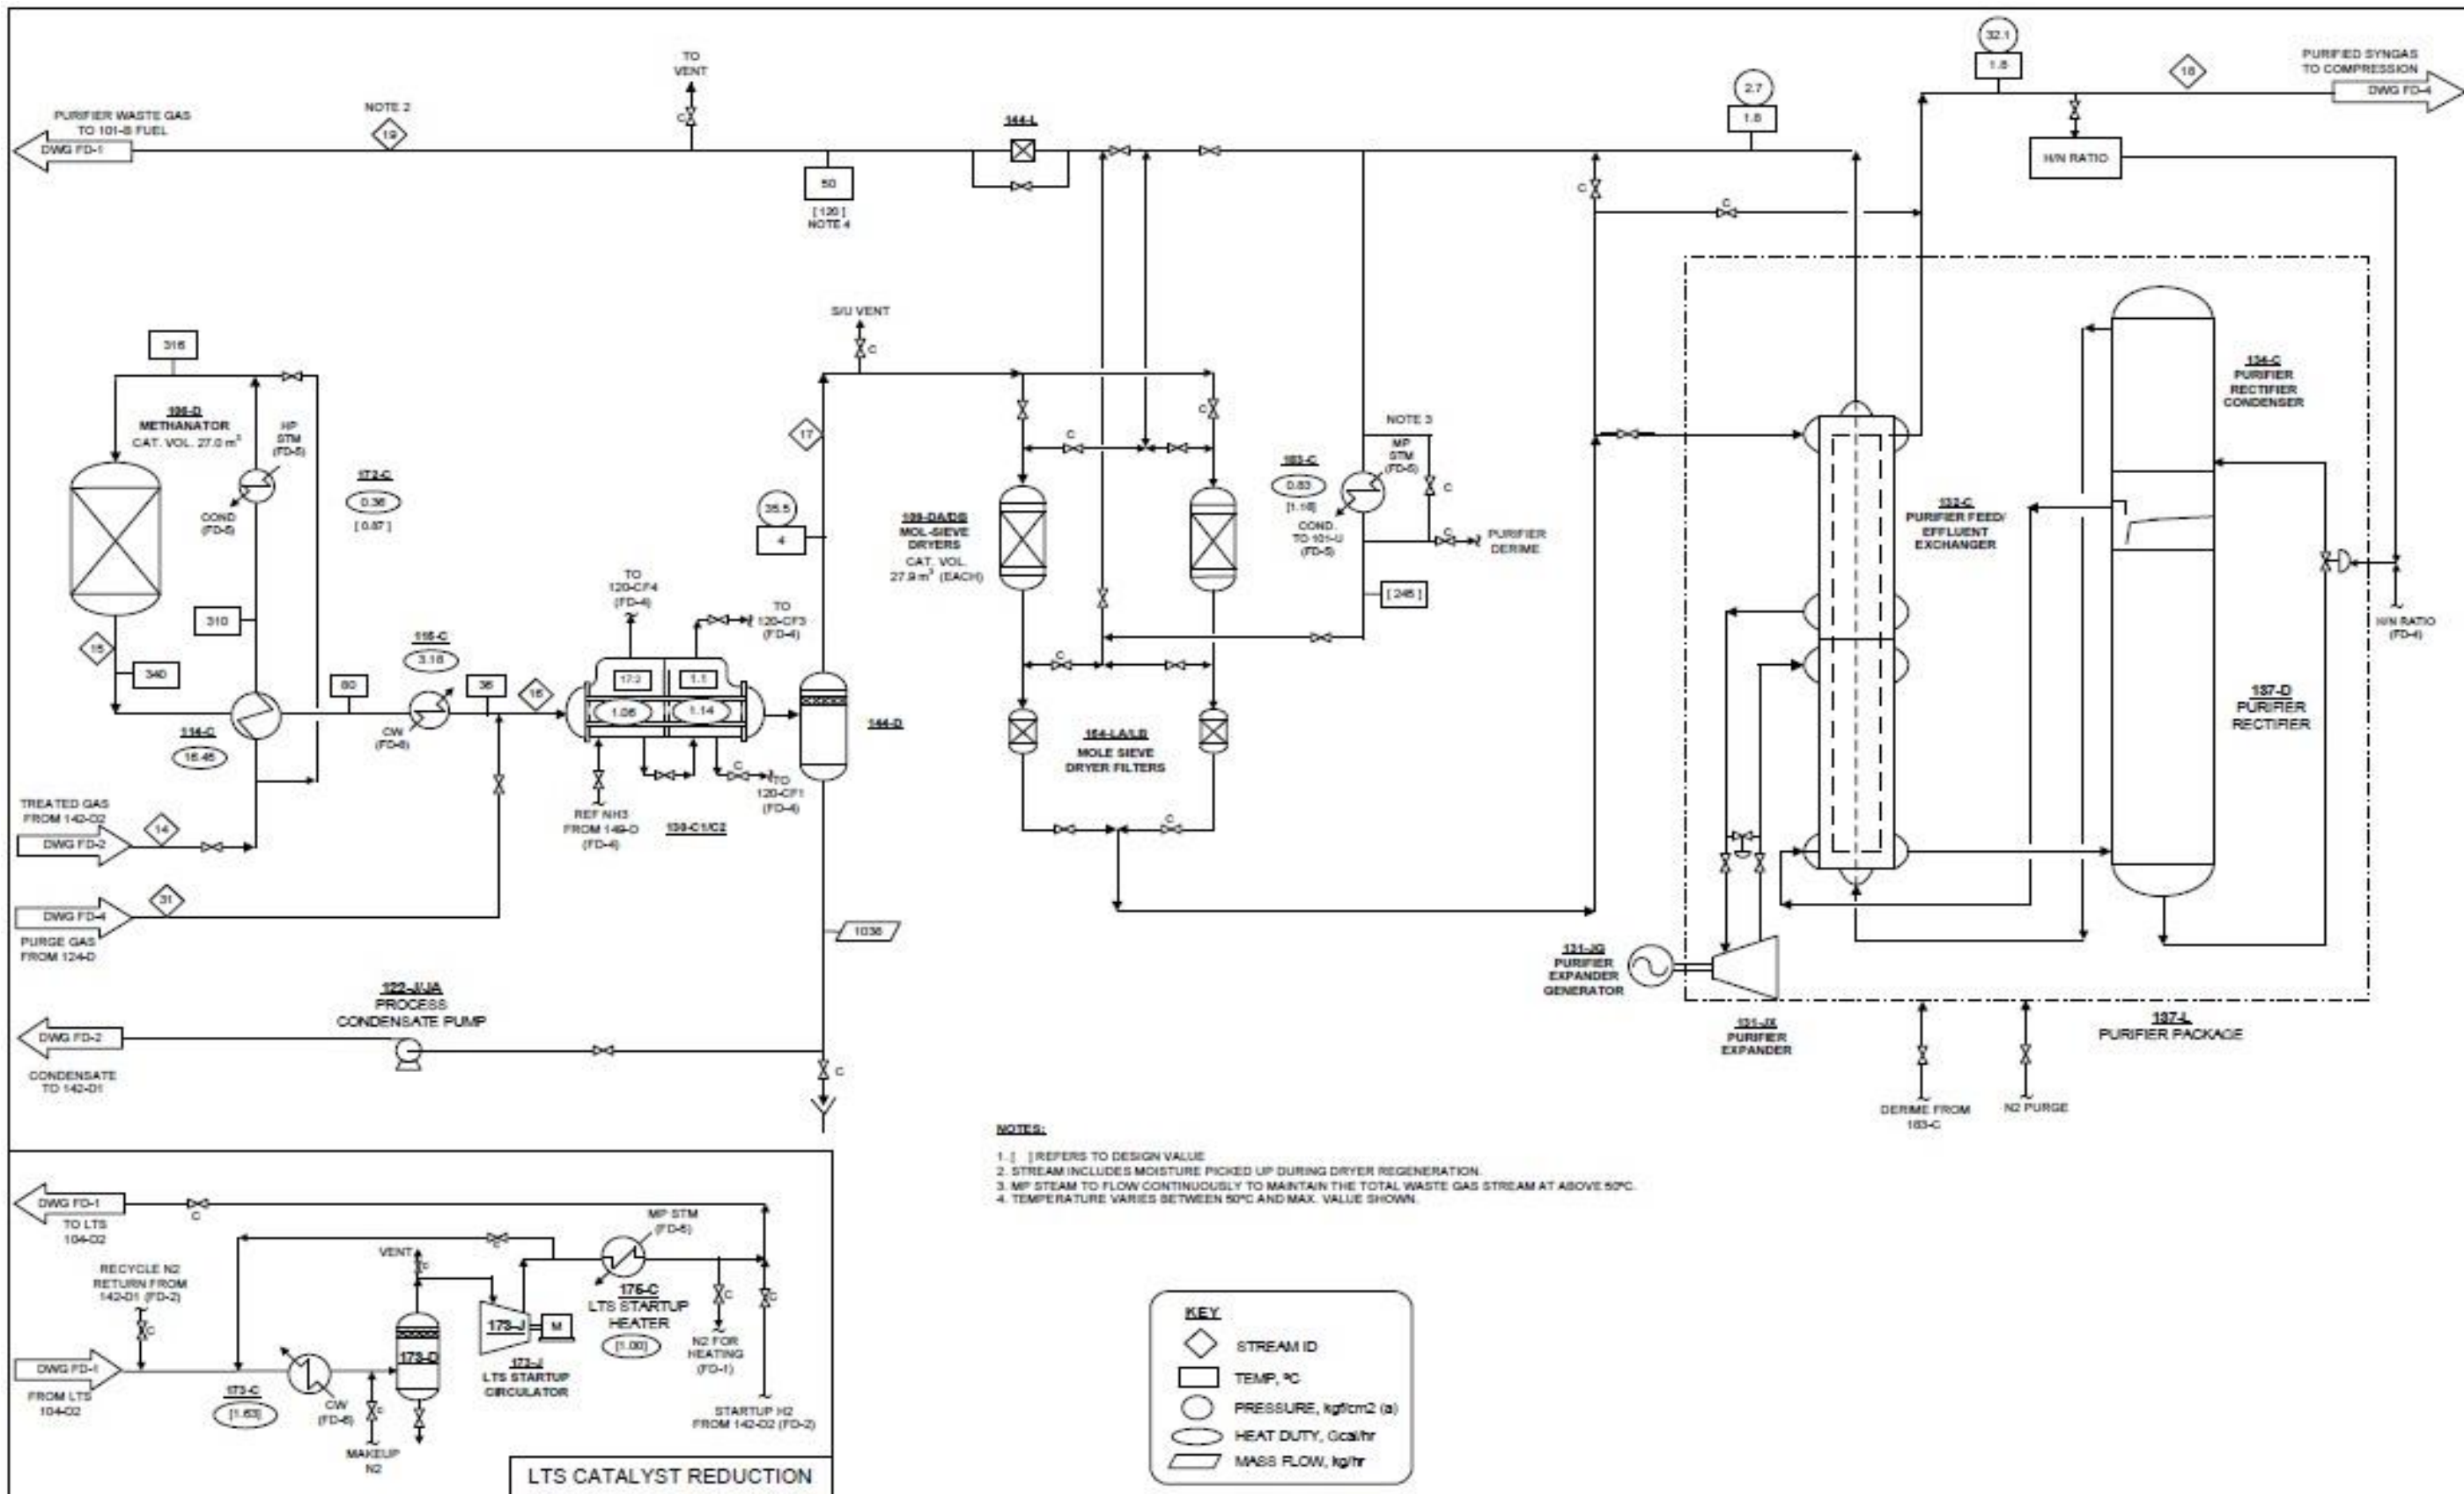 TO
VENT
PURIFIER WASTE GAS
TO 101-B FUEL
DWG FD-1
NOTE 2
19
C
144-L
50
[ 120 ]
NOTE 4
2.7
1.8
32.1
1.8
18
PURIFIED SYNGAS
TO COMPRESSION
DWG FD-4
H/N RATIO
C
C
S/U VENT
C
316
106-D
METHANATOR
CAT. VOL. 27.0 m³
HP
STM
(FD-5)
COND
(FD-5)
172-C
0.36
[ 0.87 ]
310
15
340
114-C
80
115-C
3.18
CW
(FD-6)
36
16
TO
120-CF4
(FD-4)
TO
120-CF3
(FD-4)
17.2
1.1
1.06
1.14
REF NH3
FROM 149-D
(FD-4)
130-C1/C2
C
TO
120-CF1
(FD-4)
17
35.5
4
144-D
109-DA/DB
MOL-SIEVE
DRYERS
CAT. VOL.
27.9 m³ (EACH)
C
C
C
C
164-LA/LB
MOLE SIEVE
DRYER FILTERS
NOTE 3
MP
STM
(FD-5)
183-C
0.83
COND.
TO 101-U
(FD-5)
C
C
PURIFIER
DERIME
134-C
PURIFIER
RECTIFIER
CONDENSER
132-C
PURIFIER FEED/
EFFLUENT
EXCHANGER
H/N RATIO
(FD-4)
137-D
PURIFIER
RECTIFIER
TREATED GAS
FROM 142-D2
DWG FD-2
14
DWG FD-4
31
PURGE GAS
FROM 124-D
1036
122-J/JA
PROCESS
CONDENSATE PUMP
DWG FD-2
CONDENSATE
TO 142-D1
C
131-JG
PURIFIER
EXPANDER
GENERATOR
131-JX
PURIFIER
EXPANDER
137-L
PURIFIER PACKAGE
DERIME FROM
183-C
N2 PURGE
NOTES:
1. [ ] REFERS TO DESIGN VALUE
2. STREAM INCLUDES MOISTURE PICKED UP DURING DRYER REGENERATION.
3. MP STEAM TO FLOW CONTINUOUSLY TO MAINTAIN THE TOTAL WASTE GAS STREAM AT ABOVE 50ºC.
4. TEMPERATURE VARIES BETWEEN 50ºC AND MAX. VALUE SHOWN.
DWG FD-1
TO LTS
104-D2
C
RECYCLE N2
RETURN FROM
142-D1 (FD-2)
C
DWG FD-1
FROM LTS
104-D2
173-C
[1.63]
CW
(FD-6)
MAKEUP
N2
C
VENT
C
173-D
C
173-J
M
173-J
LTS STARTUP
CIRCULATOR
MP STM
175-C
LTS STARTUP
HEATER
[1.00]
C
N2 FOR
HEATING
(FD-1)
C
STARTUP H2
FROM 142-D2 (FD-2)
LTS CATALYST REDUCTION
KEY
STREAM ID
TEMP, ºC
PRESSURE, kgf/cm2 (a)
HEAT DUTY, Gcal/hr
MASS FLOW, kg/hr